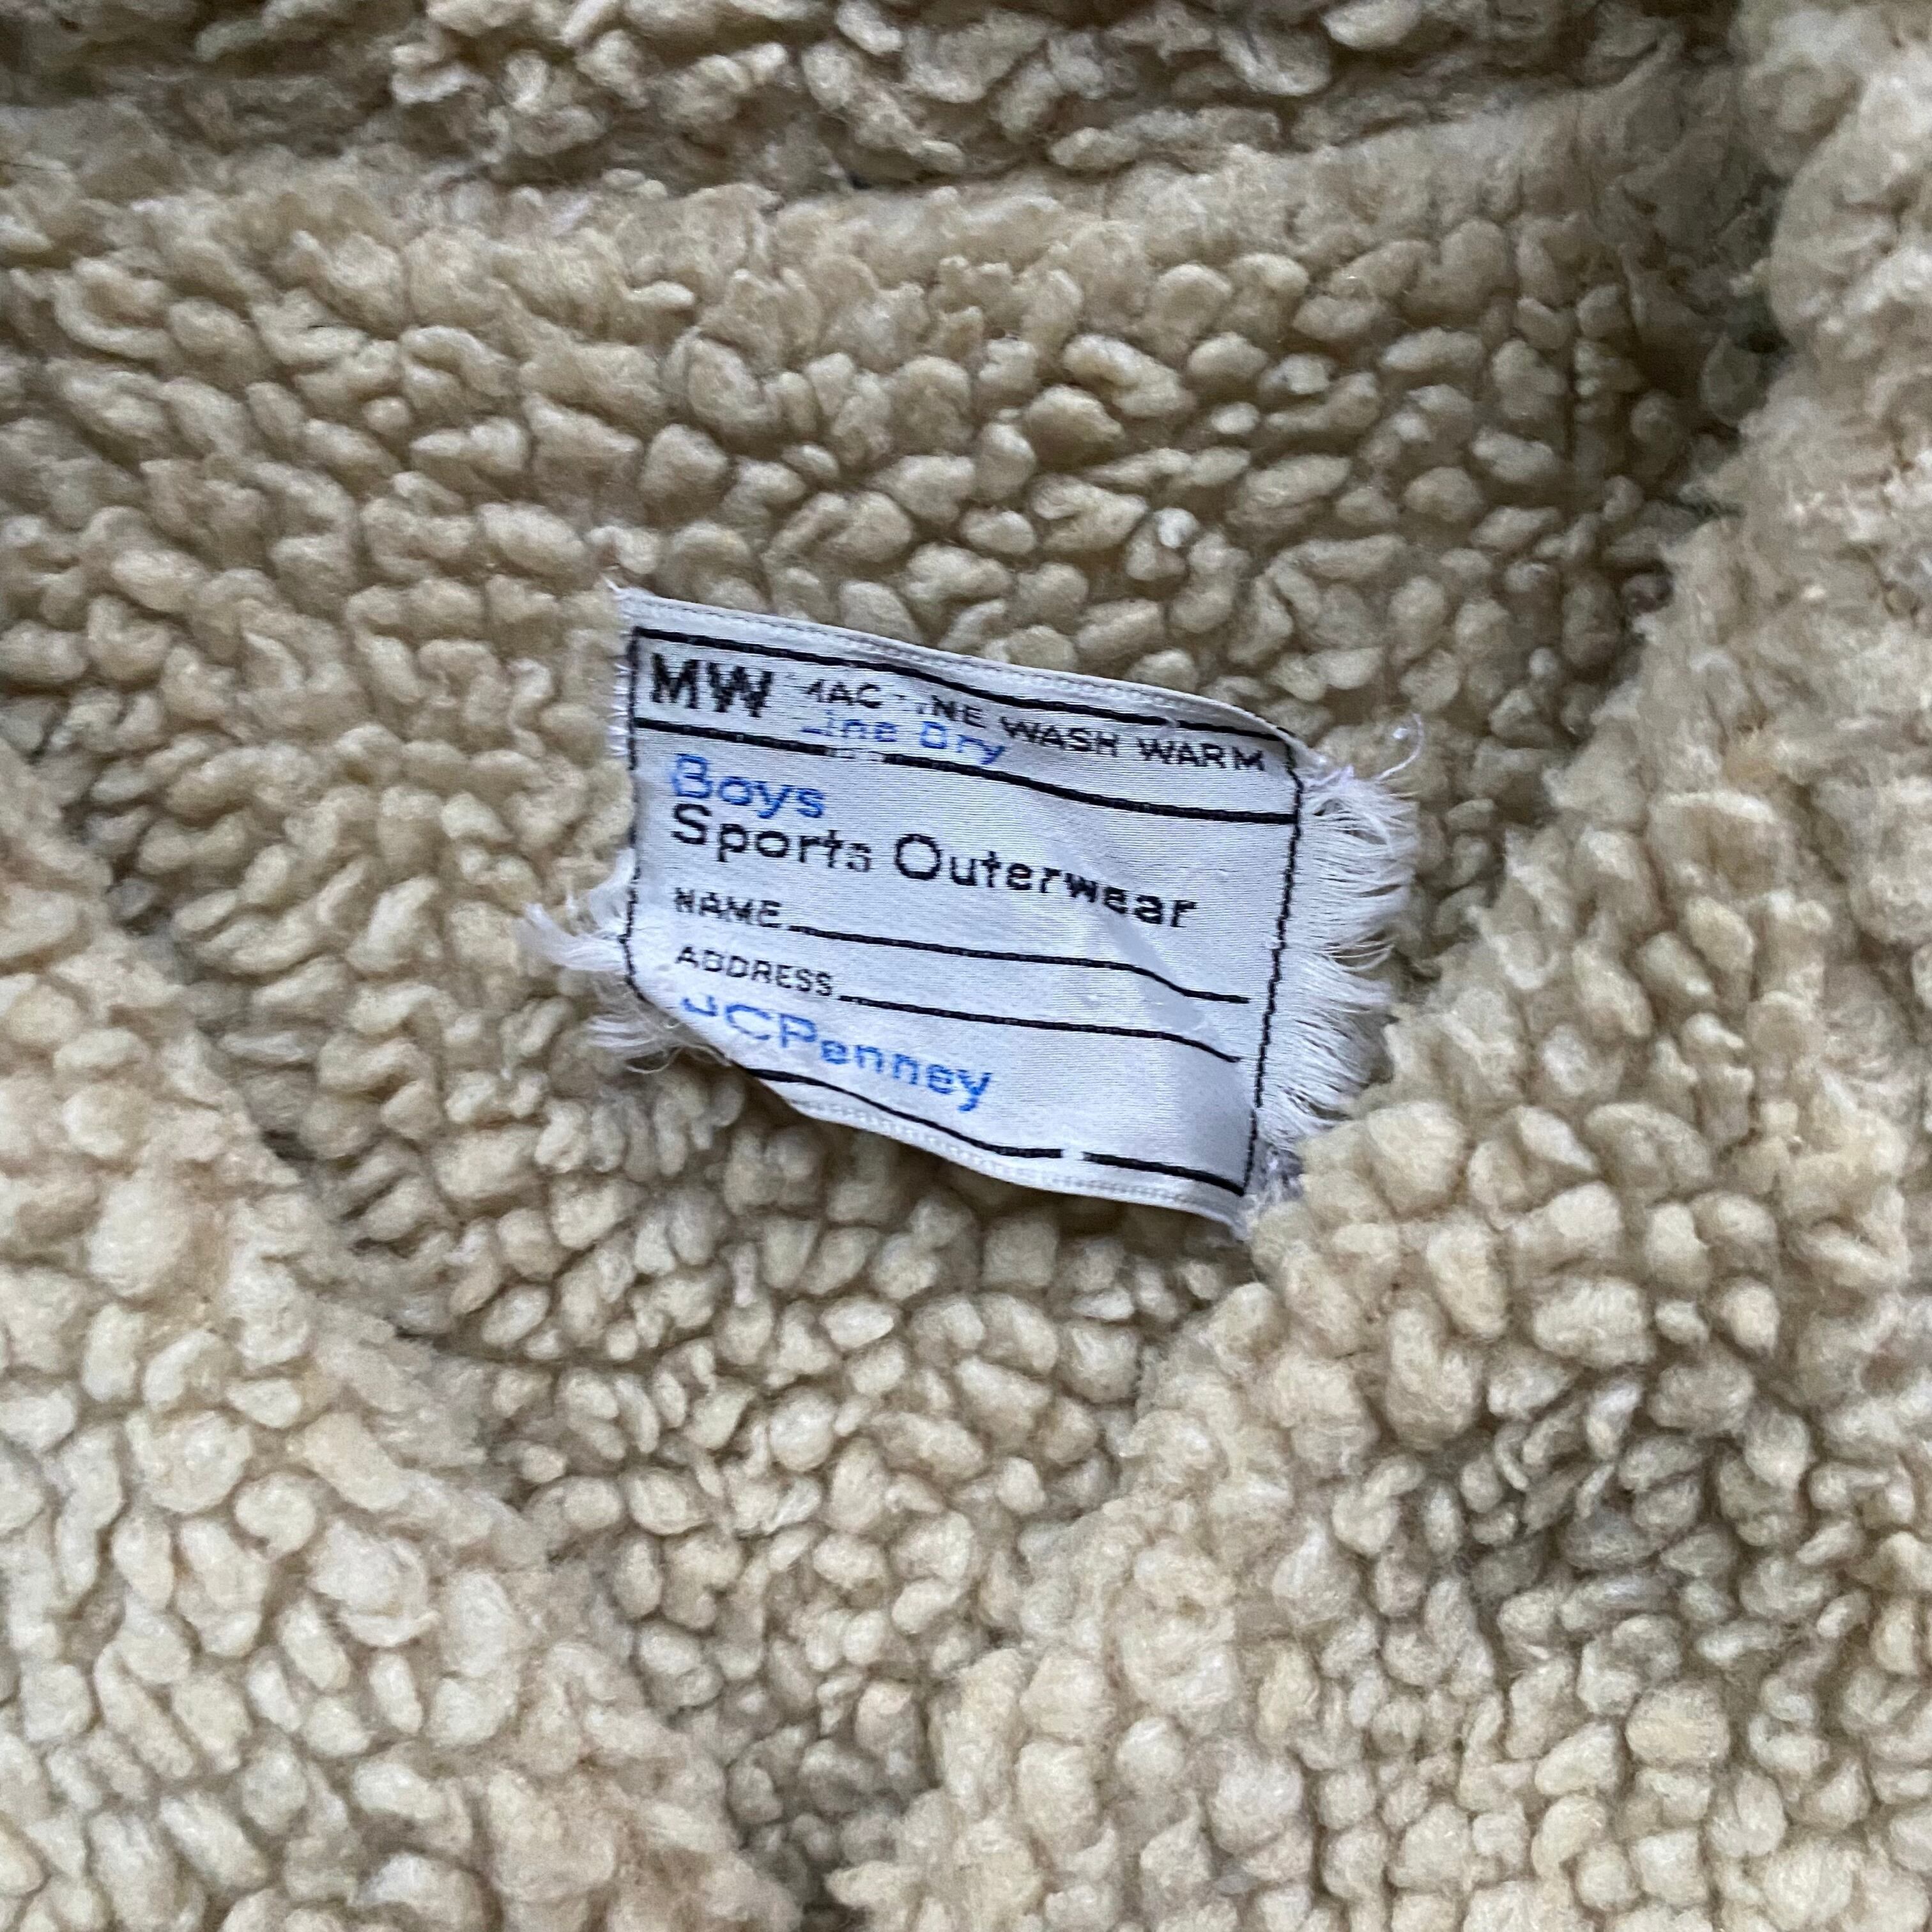 MW MACHINE WASH WARM
Line Dry
Boys
Sports Outerwear
NAME
ADDRESS
JCPenney